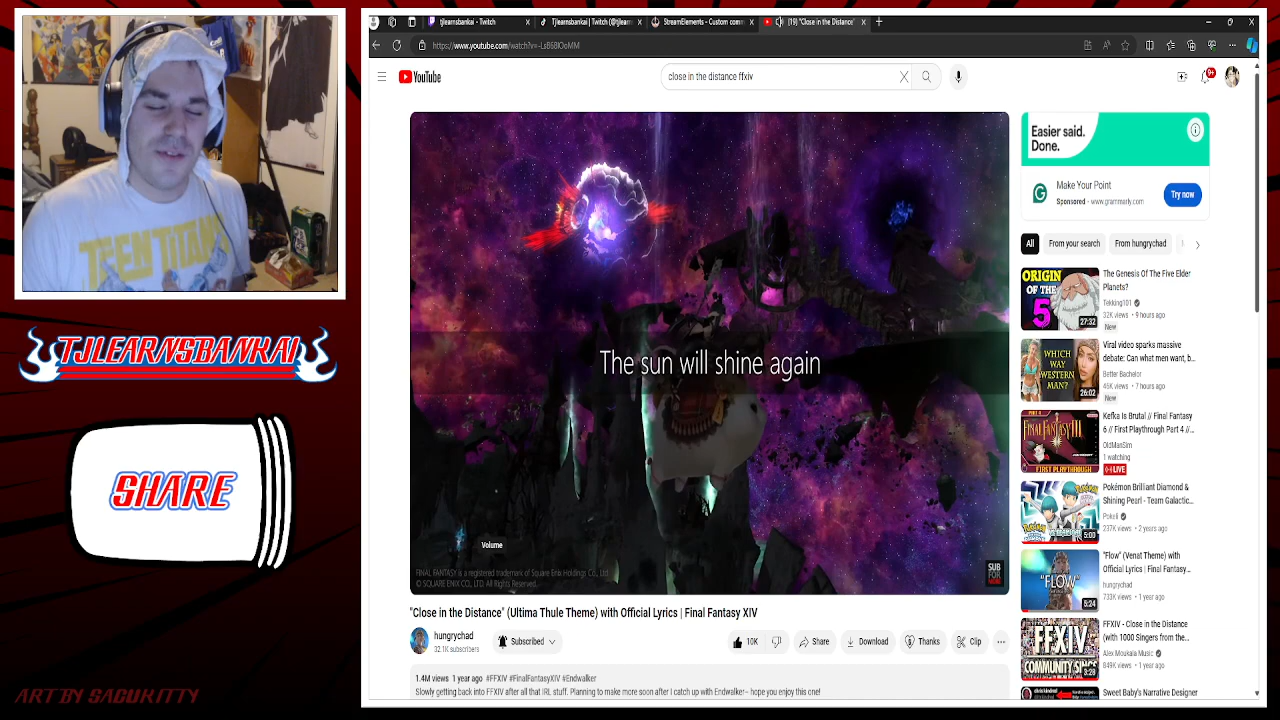 tjlearnsbankai - Twitch
Tjlearnsbankai | Twitch (@tjlearn
StreamElements - Custom com
(19) "Close in the Distance"
https://www.youtube.com/watch?v=-Ls868IOoMM
YouTube
close in the distance ffxiv
9+
TEEN TITANS
TJLEARNSBANKAI
SHARE
ART BY SAGUKITTY
The sun will shine again
Volume
FINAL FANTASY is a registered trademark of Square Enix Holdings Co., Ltd.
© SQUARE ENIX CO., LTD. All Rights Reserved.
SUB
FOR
MORE
"Close in the Distance" (Ultima Thule Theme) with Official Lyrics | Final Fantasy XIV
hungrychad
32.1K subscribers
Subscribed
10K
Share
Download
Thanks
Clip
1.4M views 1 year ago #FFXIV #FinalFantasyXIV #Endwalker
Slowly getting back into FFXIV after all that IRL stuff. Planning to make more soon after I catch up with Endwalker-- hope you enjoy this one!
Easier said.
Done.
Make Your Point
Sponsored · www.grammarly.com
Try now
All
From your search
From hungrychad
ORIGIN
OF THE
5
27:32
The Genesis Of The Five Elder
Planets?
Tekking101
32K views · 9 hours ago
New
WHICH
WAY
WESTERN
MAN?
26:02
Viral video sparks massive
debate: Can what men want, b...
Better Bachelor
46K views · 7 hours ago
New
FINAL FANTASY III
FIRST PLAYTHROUGH
Kefka Is Brutal // Final Fantasy
6 // First Playthrough Part 4 //...
OldManSim
1 watching
LIVE
5:00
Pokémon Brilliant Diamond &
Shining Pearl - Team Galactic...
Pokeli
237K views · 2 years ago
"FLOW"
5:24
"Flow" (Venat Theme) with
Official Lyrics | Final Fantasy...
hungrychad
733K views · 1 year ago
FFXIV
COMMUNITY SINGS
3:28
FFXIV - Close in the Distance
(with 1000 Singers from the...
Alex Moukala Music
849K views · 1 year ago
Sweet Baby's Narrative Designer